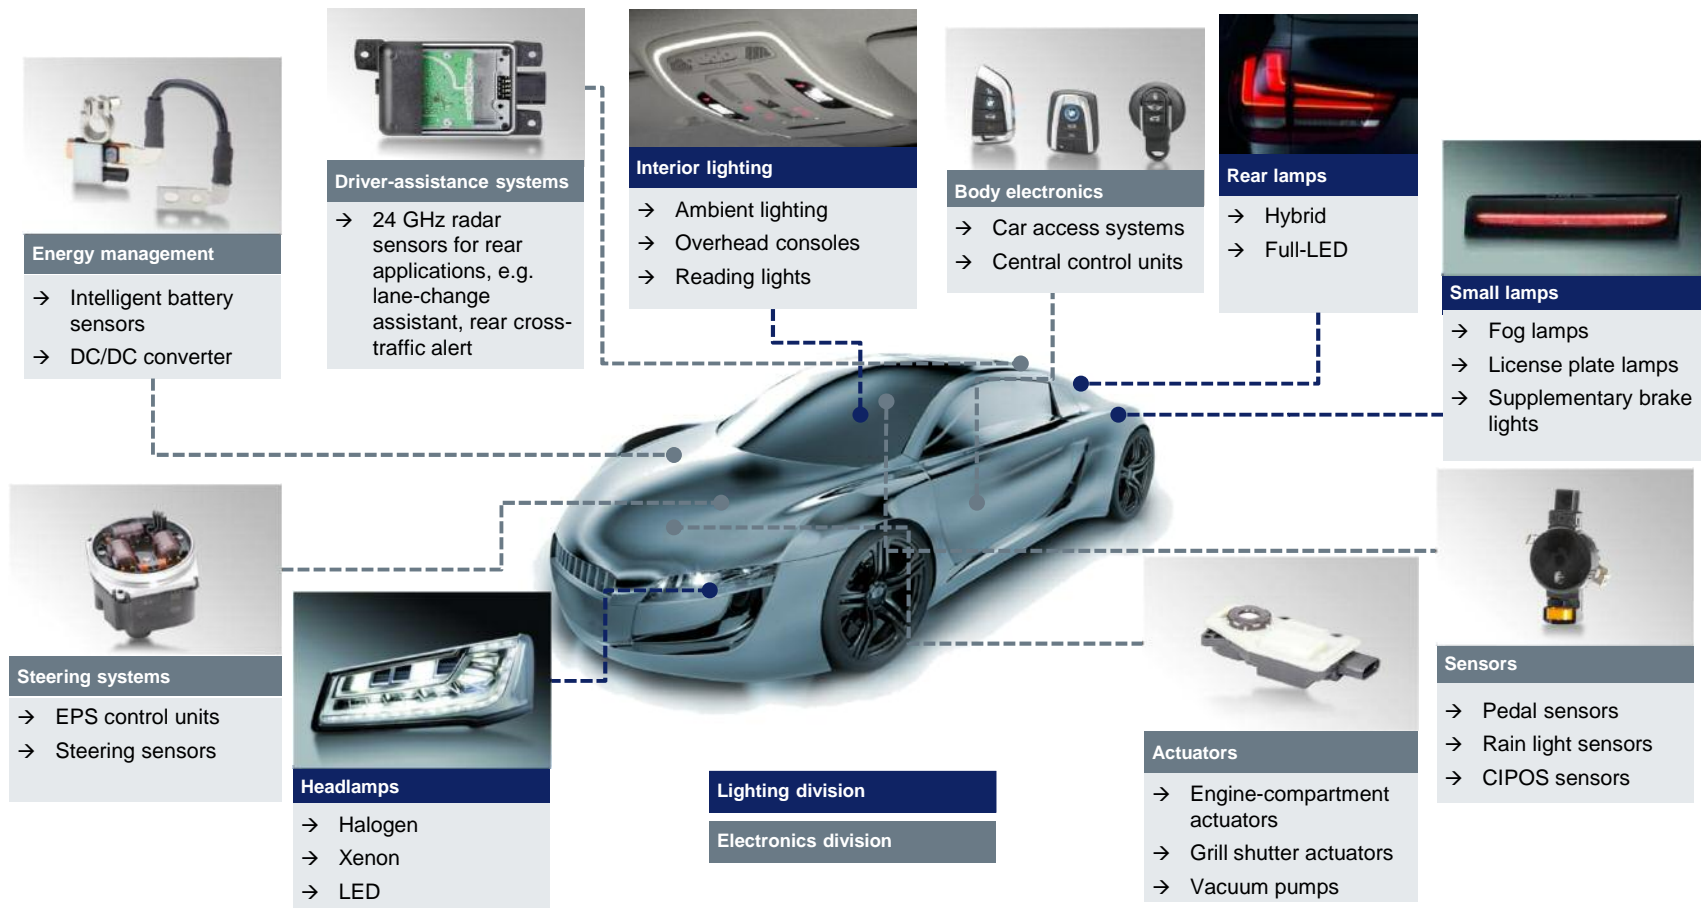 Energy management
→ Intelligent battery
sensors
→ DC/DC converter
Driver-assistance systems
→ 24 GHz radar
sensors for rear
applications, e.g.
lane-change
assistant, rear cross-
traffic alert
Interior lighting
→ Ambient lighting
→ Overhead consoles
→ Reading lights
Body electronics
→ Car access systems
→ Central control units
Rear lamps
→ Hybrid
→ Full-LED
Small lamps
→ Fog lamps
→ License plate lamps
→ Supplementary brake
lights
Steering systems
→ EPS control units
→ Steering sensors
Headlamps
→ Halogen
→ Xenon
→ LED
Lighting division
Electronics division
Actuators
→ Engine-compartment
actuators
→ Grill shutter actuators
→ Vacuum pumps
Sensors
→ Pedal sensors
→ Rain light sensors
→ CIPOS sensors